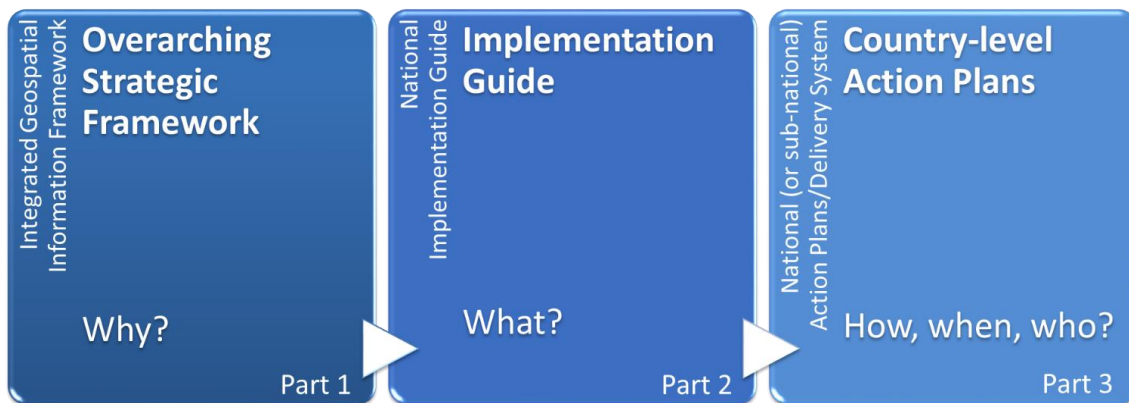 Integrated Geospatial
Information Framework
Overarching
Strategic
Framework
Why?
Part 1
National
Implementation Guide
Implementation
Guide
What?
Part 2
National (or sub-national)
Action Plans/Delivery System
Country-level
Action Plans
How, when, who?
Part 3